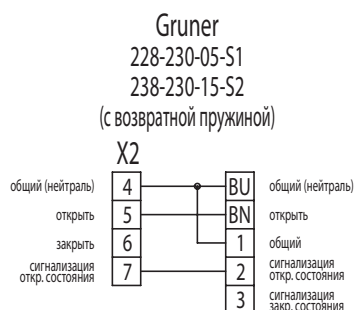 Gruner
228-230-05-S1
238-230-15-S2
(с возвратной пружиной)
X2
общий (нейтраль) 4 BU общий (нейтраль)
открыть 5 BN открыть
закрыть 6 1 общий
сигнализация
откр. состояния 7 2 сигнализация
откр. состояния
3 сигнализация
закр. состояния